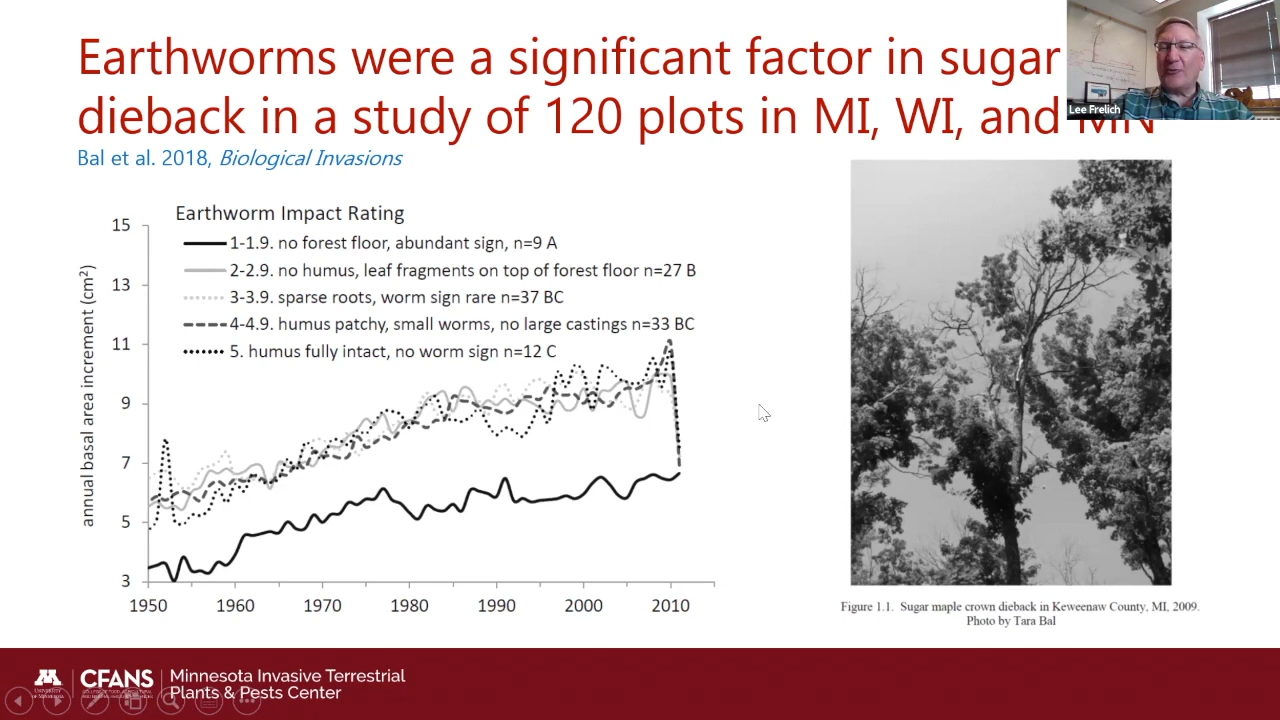 Earthworms were a significant factor in sugar
dieback in a study of 120 plots in MI, WI, and MN
Bal et al. 2018, Biological Invasions
Lee Frelich
Earthworm Impact Rating
1-1.9. no forest floor, abundant sign, n=9 A
2-2.9. no humus, leaf fragments on top of forest floor n=27 B
3-3.9. sparse roots, worm sign rare n=37 BC
4-4.9. humus patchy, small worms, no large castings n=33 BC
5. humus fully intact, no worm sign n=12 C
annual basal area increment (cm²)
15
13
11
9
7
5
3
1950 1960 1970 1980 1990 2000 2010
Figure 1.1. Sugar maple crown dieback in Keweenaw County, MI, 2009.
Photo by Tara Bal
M
UNIVERSITY
CFANS
Minnesota Invasive Terrestrial
Plants & Pests Center